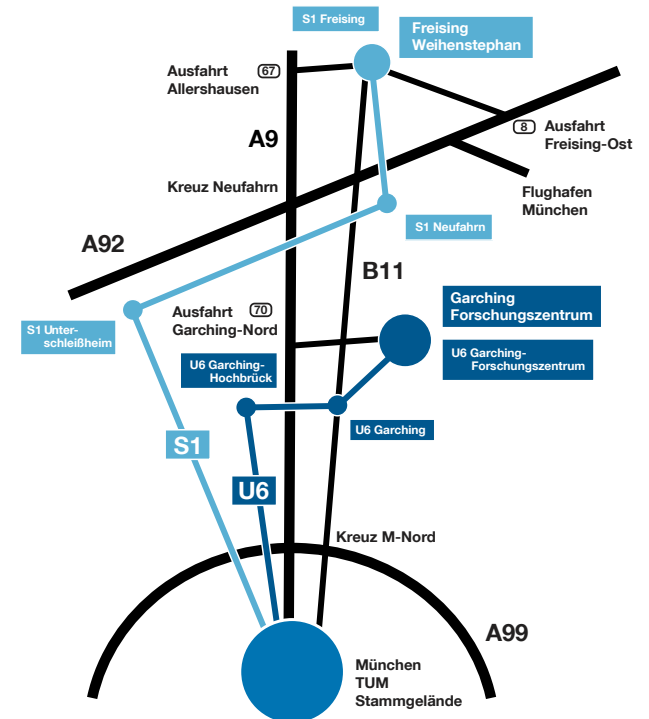 S1 Freising
Freising
Weihenstephan
Ausfahrt 67
Allershausen
A9
8 Ausfahrt
Freising-Ost
Kreuz Neufahrn
Flughafen
München
S1 Neufahrn
A92
B11
Garching
Forschungszentrum
Ausfahrt 70
Garching-Nord
S1 Unter-
schleißheim
U6 Garching-
Forschungszentrum
U6 Garching-
Hochbrück
U6 Garching
S1
U6
Kreuz M-Nord
A99
München
TUM
Stammgelände